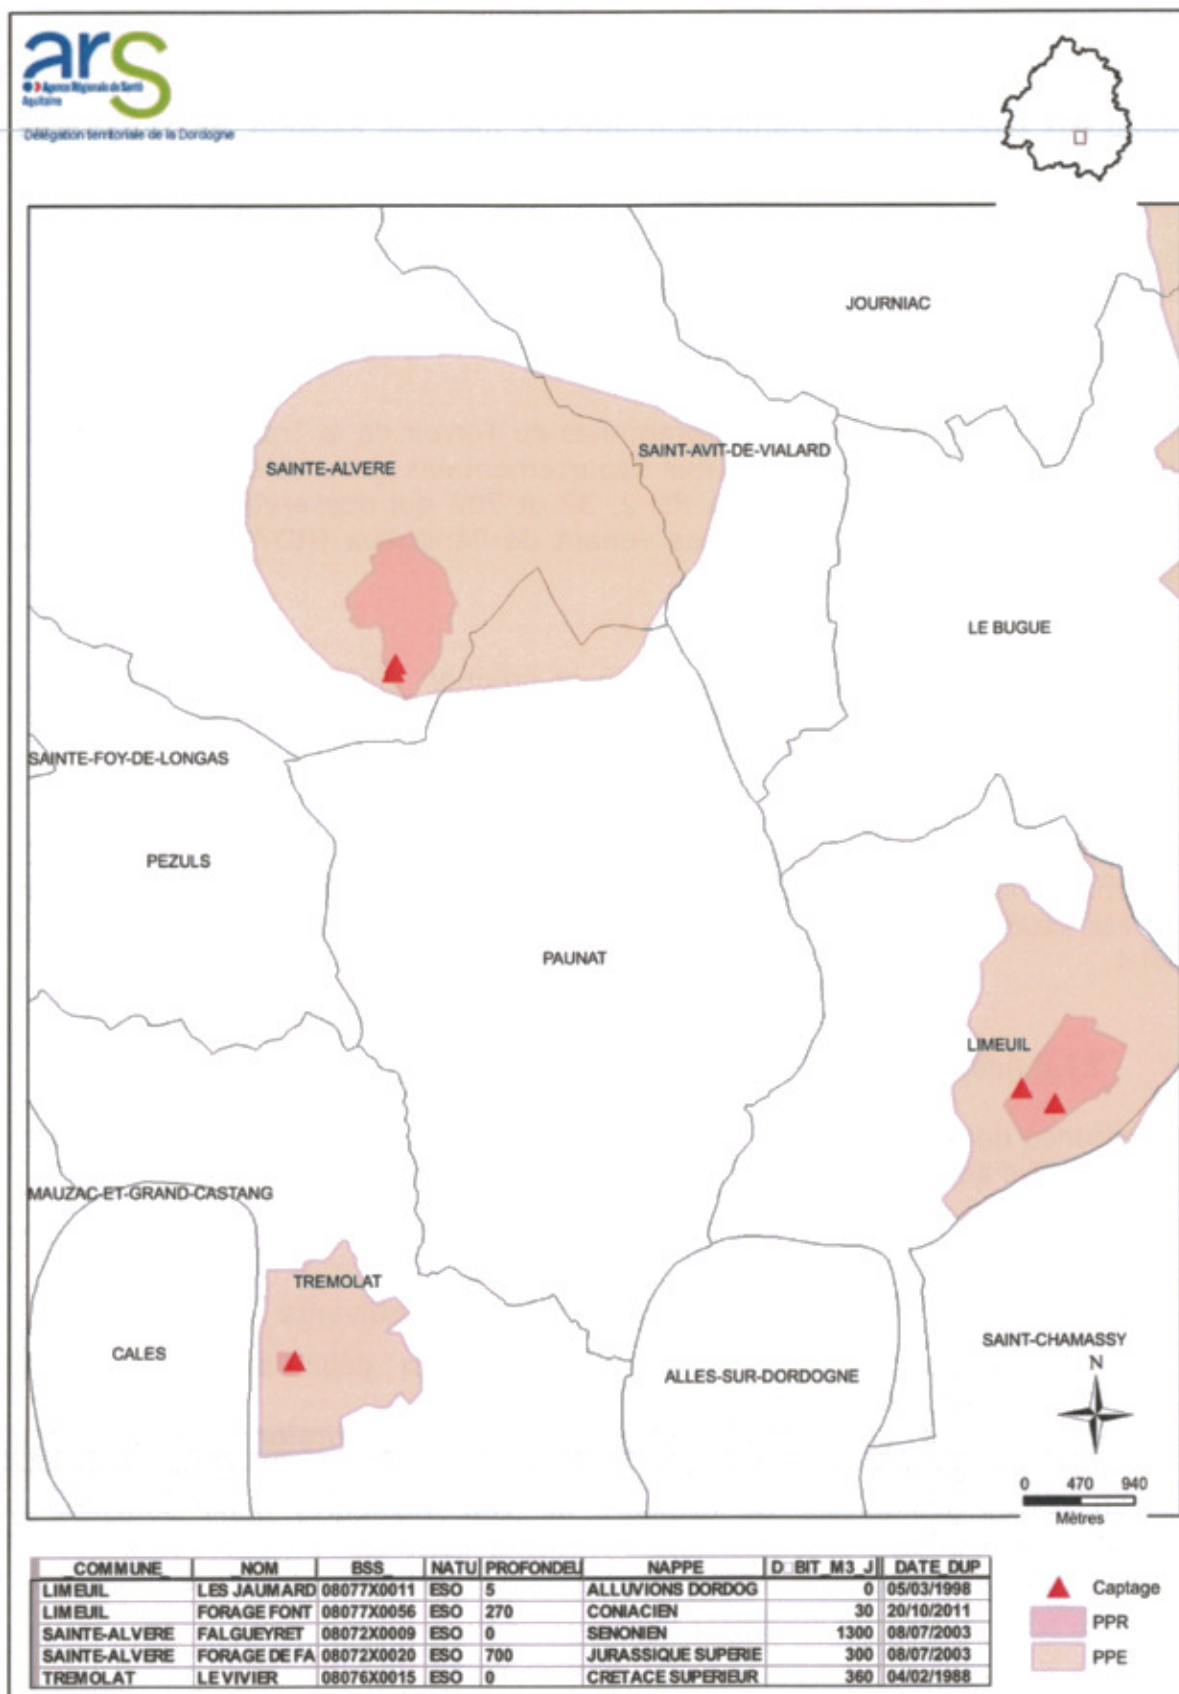 ars
Agence Régionale de Santé
Aquitaine
Délégation territoriale de la Dordogne
JOURNIAC
SAINT-AVIT-DE-VIALARD
SAINTE-ALVERE
LE BUGUE
SAINTE-FOY-DE-LONGAS
PEZULS
PAUNAT
LIMEUIL
MAUZAC-ET-GRAND-CASTANG
TREMOLAT
CALES
SAINT-CHAMASSY
ALLES-SUR-DORDOGNE
N
0 470 940
Mètres
COMMUNE NOM BSS_ NATU PROFONDEU NAPPE D□BIT_M3_J DATE_DUP
LIMEUIL LES JAUMARD 08077X0011 ESO 5 ALLUVIONS DORDOG 0 05/03/1998
LIMEUIL FORAGE FONT 08077X0056 ESO 270 CONIACIEN 30 20/10/2011
SAINTE-ALVERE FALGUEYRET 08072X0009 ESO 0 SENONIEN 1300 08/07/2003
SAINTE-ALVERE FORAGE DE FA 08072X0020 ESO 700 JURASSIQUE SUPERIE 300 08/07/2003
TREMOLAT LE VIVIER 08076X0015 ESO 0 CRETACE SUPERIEUR 360 04/02/1988
Captage
PPR
PPE